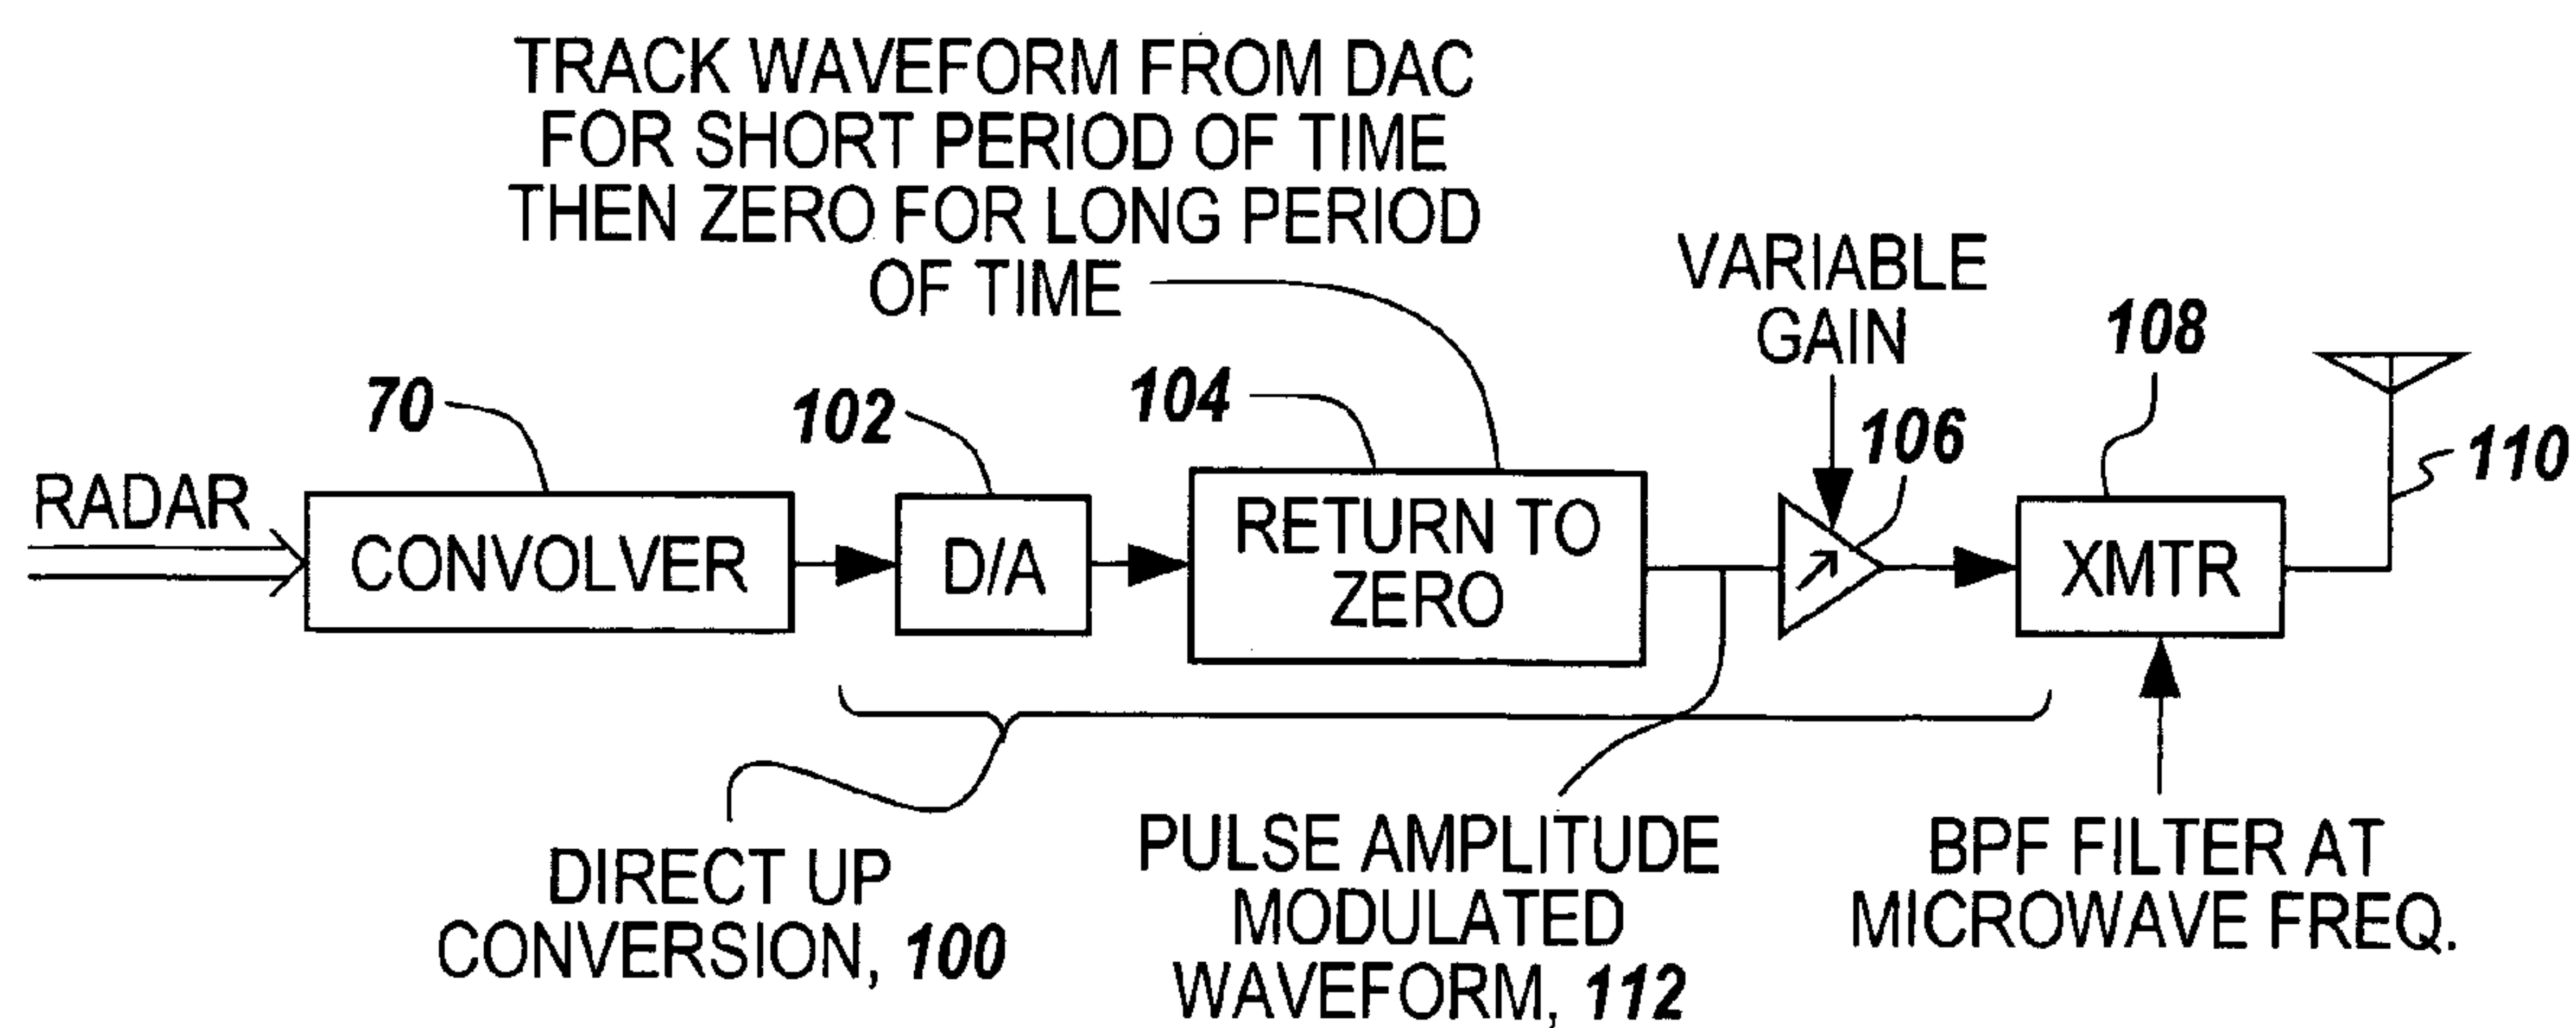 TRACK WAVEFORM FROM DAC
FOR SHORT PERIOD OF TIME
THEN ZERO FOR LONG PERIOD
OF TIME
VARIABLE
GAIN
108
70
102
104
106
110
RADAR
CONVOLVER
D/A
RETURN TO
ZERO
XMTR
DIRECT UP
CONVERSION, 100
PULSE AMPLITUDE
MODULATED
WAVEFORM, 112
BPF FILTER AT
MICROWAVE FREQ.